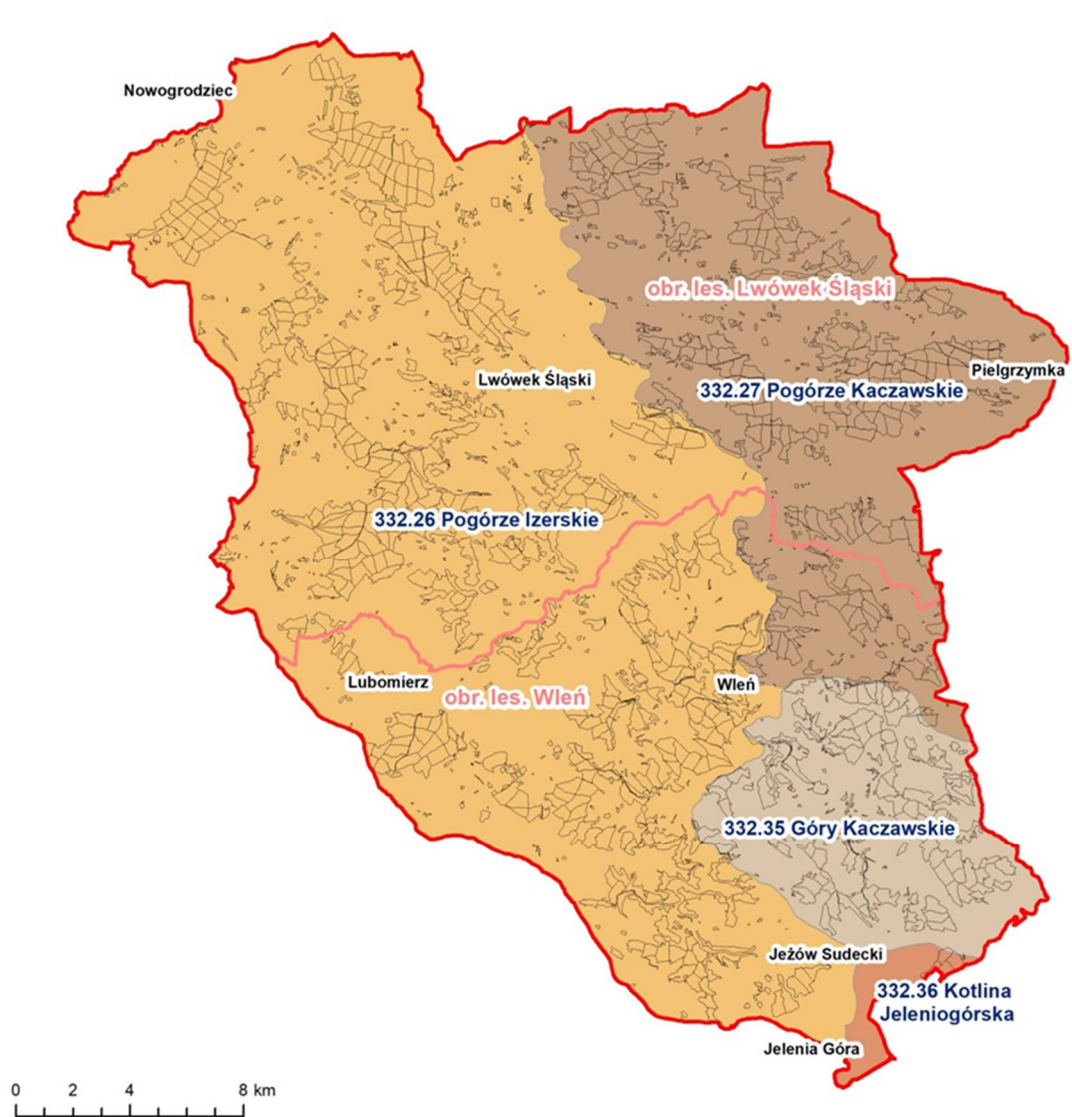 Nowogrodziec
obr. les. Lwówek Śląski
Pielgrzymka
Lwówek Śląski
332.27 Pogórze Kaczawskie
332.26 Pogórze Izerskie
Lubomierz
Wleń
obr. les. Wleń
332.35 Góry Kaczawskie
Jeżów Sudecki
332.36 Kotlina
Jeleniogórska
Jelenia Góra
0 2 4 8 km